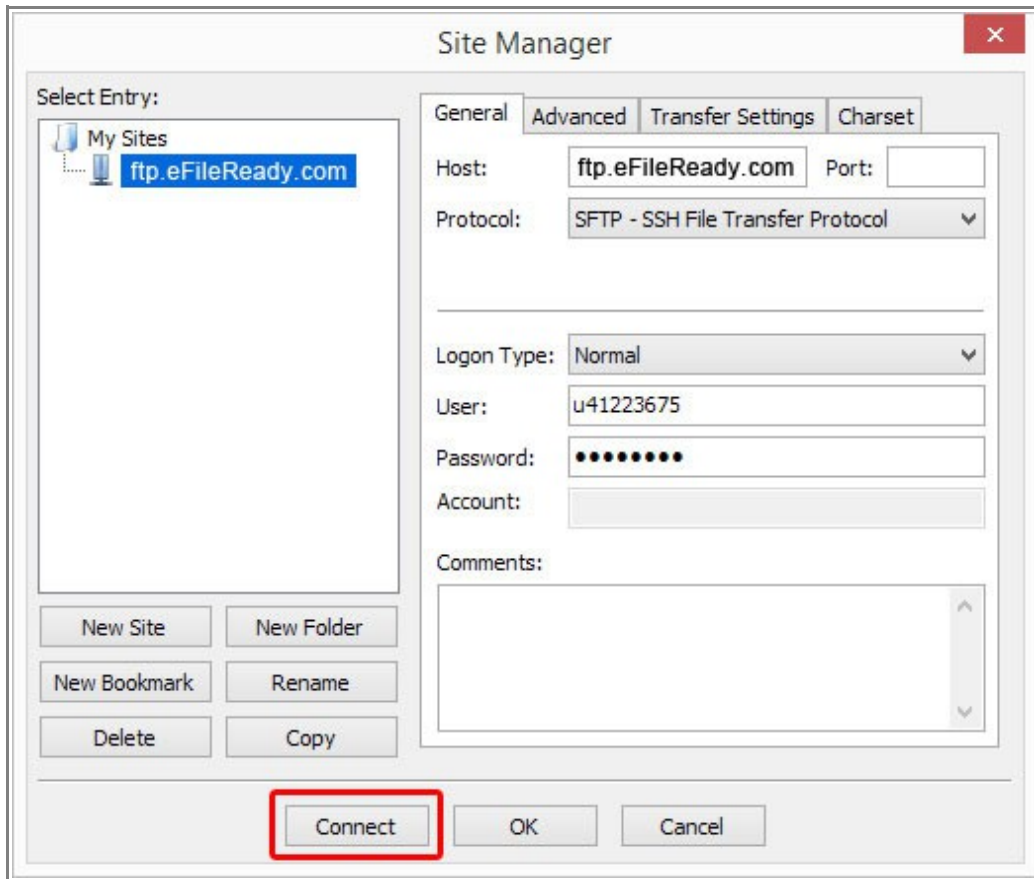 Site Manager
Select Entry:
My Sites
ftp.eFileReady.com
New Site
New Folder
New Bookmark
Rename
Delete
Copy
General
Advanced
Transfer Settings
Charset
Host:
ftp.eFileReady.com
Port:
Protocol:
SFTP - SSH File Transfer Protocol
Logon Type:
Normal
User:
u41223675
Password:
●●●●●●●●
Account:
Comments:
Connect
OK
Cancel